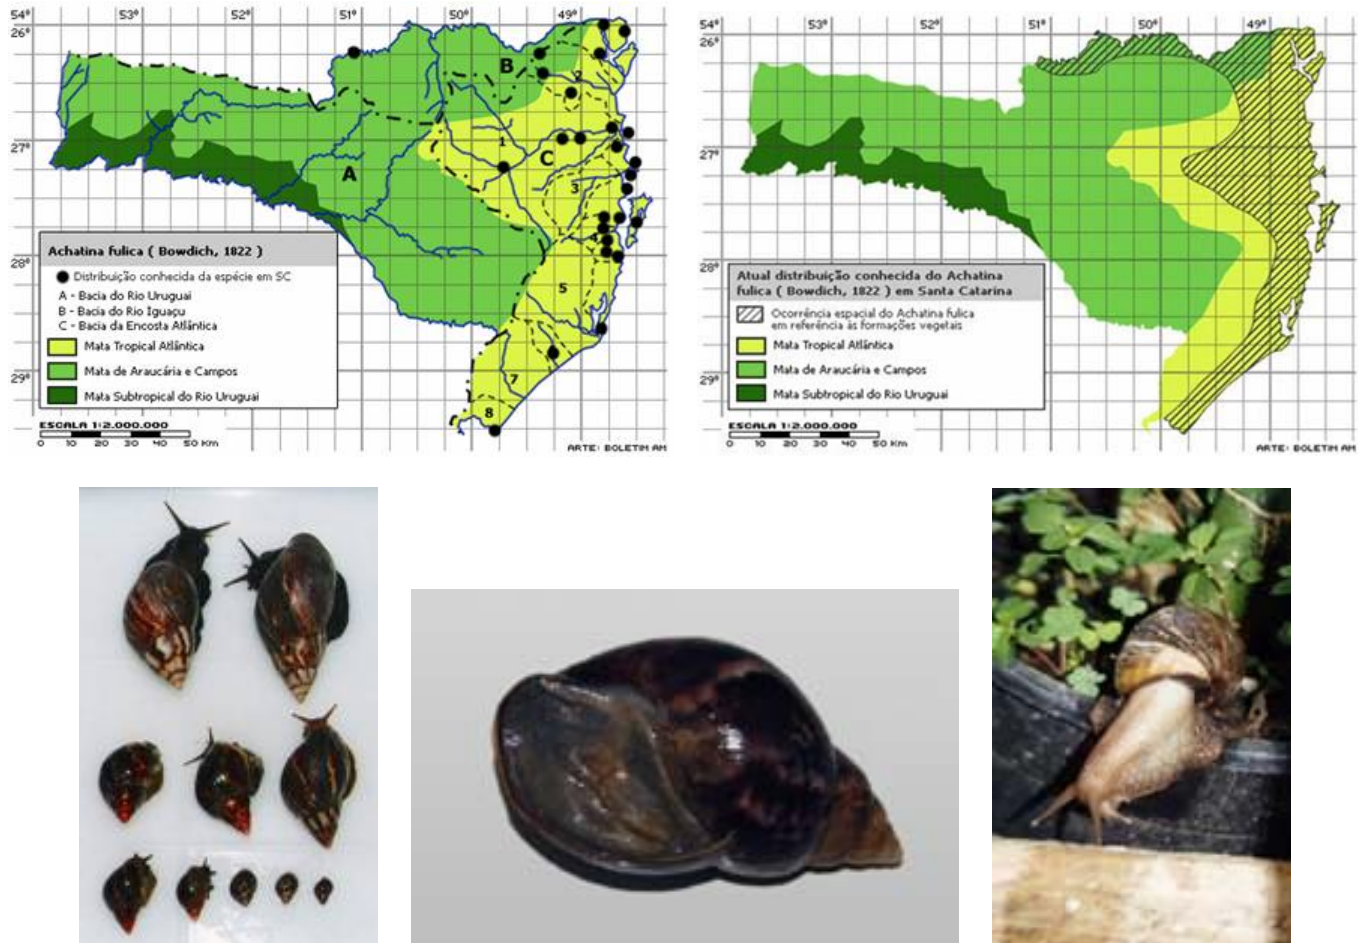 54° 53° 52° 51° 50° 49°
26°
B
2
27°
1
C
A
3
4
28°
5
29°
7
8
Achatina fulica ( Bowdich, 1822 )
Distribuição conhecida da espécie em SC
A - Bacia do Rio Uruguai
B - Bacia do Rio Iguaçu
C - Bacia da Encosta Atlântica
Mata Tropical Atlântica
Mata de Araucária e Campos
Mata Subtropical do Rio Uruguai
ESCALA 1:2.000.000
0 10 20 30 40 50 Km
ARTE: BOLETIM AM
54° 53° 52° 51° 50° 49°
26°
27°
28°
29°
Atual distribuição conhecida do Achatina
fulica ( Bowdich, 1822 ) em Santa Catarina
Ocorrência espacial do Achatina fulica
em referência às formações vegetais
Mata Tropical Atlântica
Mata de Araucária e Campos
Mata Subtropical do Rio Uruguai
ESCALA 1:2.000.000
0 10 20 30 40 50 Km
ARTE: BOLETIM AM